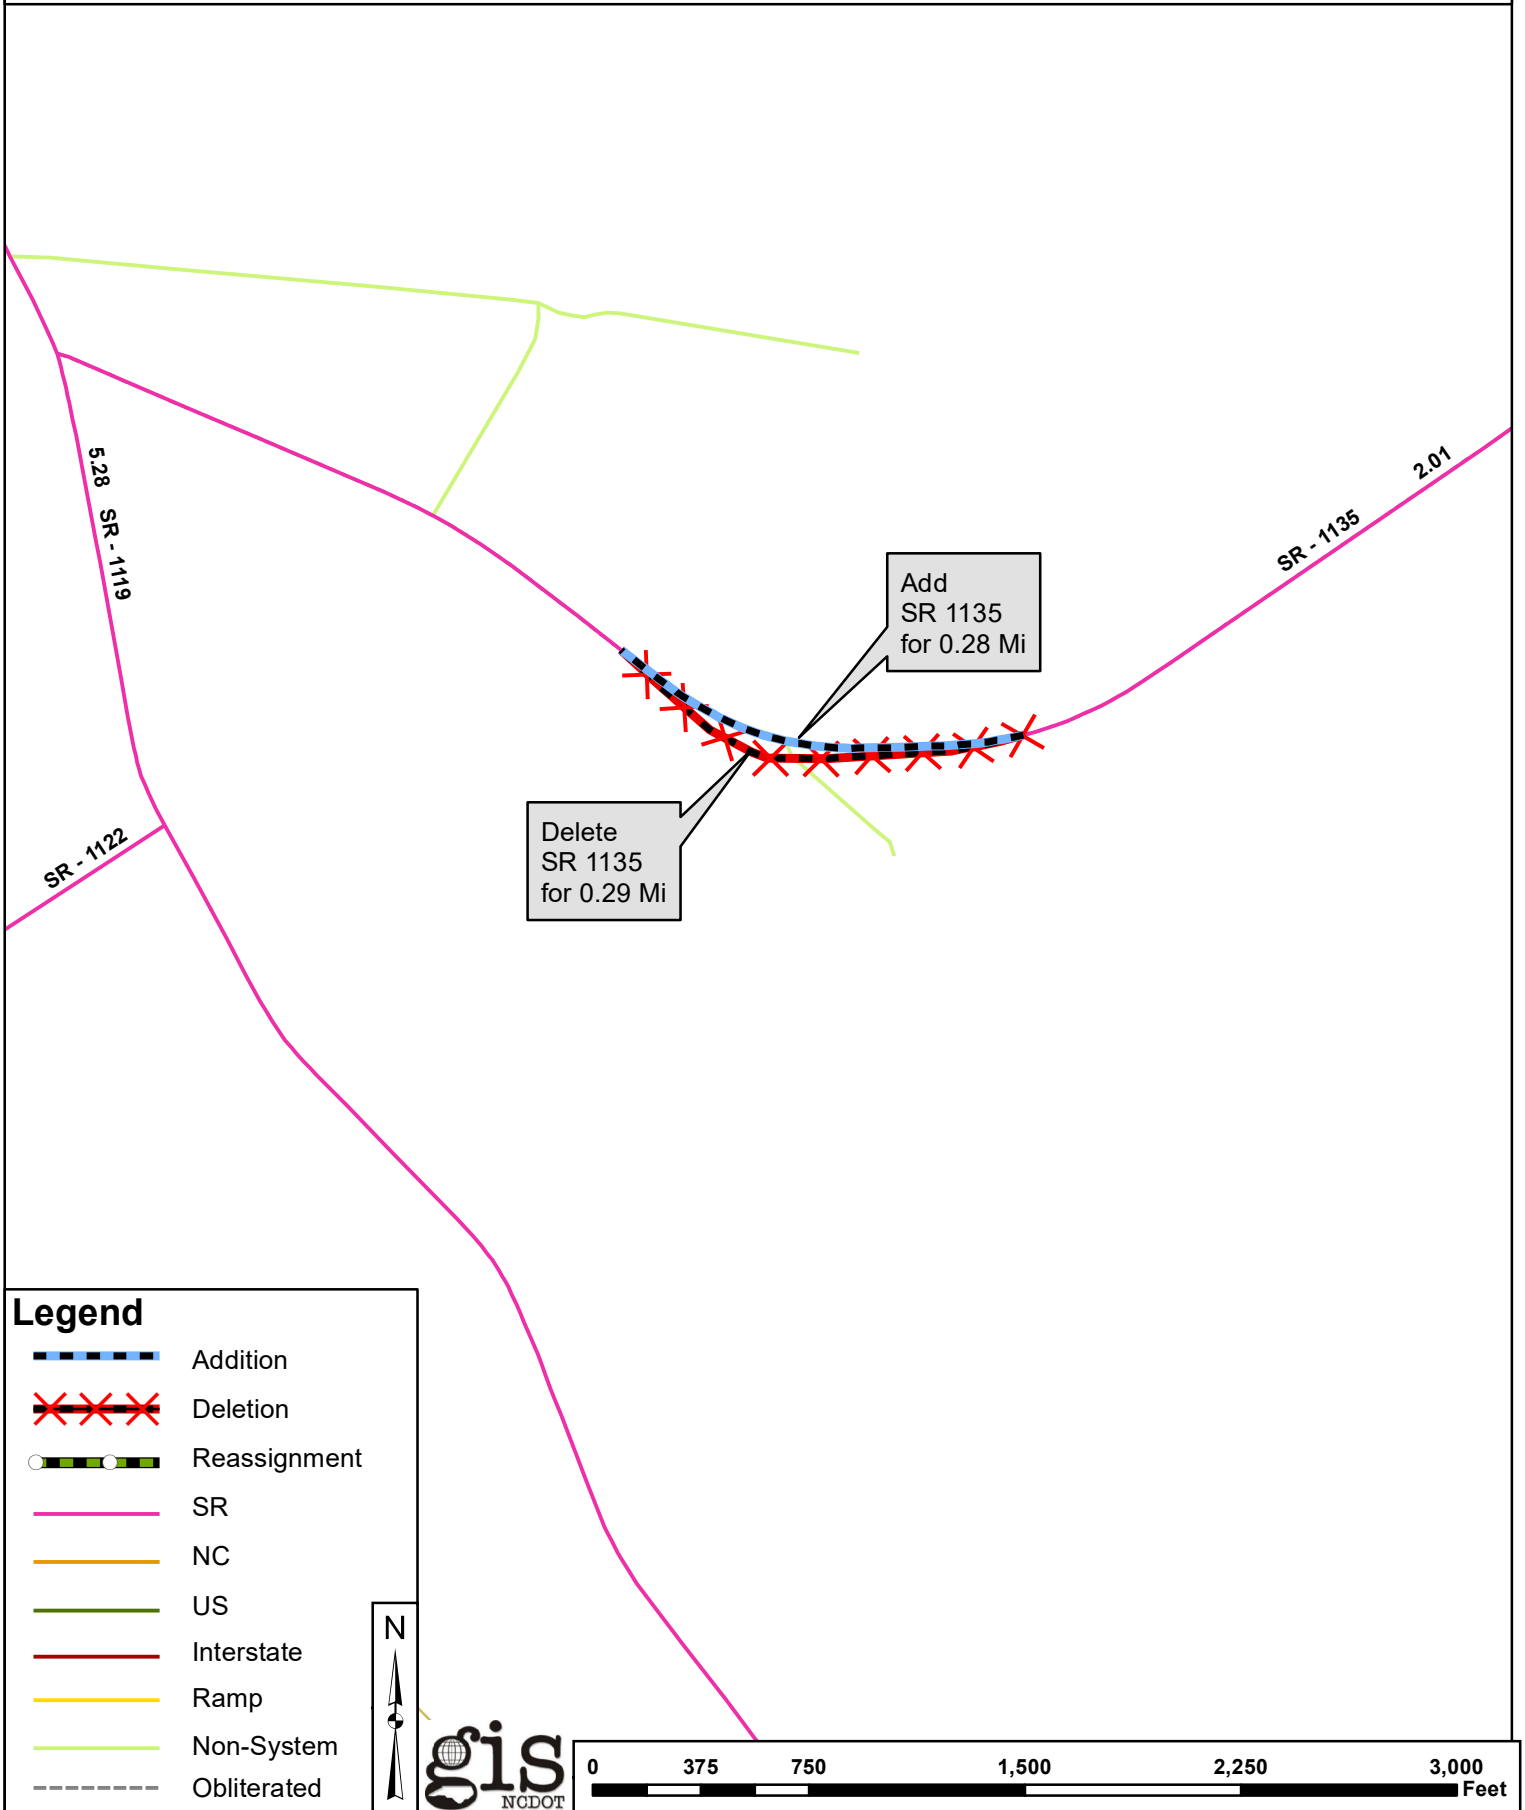 5.28 SR - 1119
2.01
SR - 1135
Add
SR 1135
for 0.28 Mi
Delete
SR 1135
for 0.29 Mi
SR - 1122
Legend
Addition
Deletion
Reassignment
SR
NC
US
Interstate
Ramp
Non-System
Obliterated
N
gis
NCDOT
0 375 750 1,500 2,250 3,000
Feet